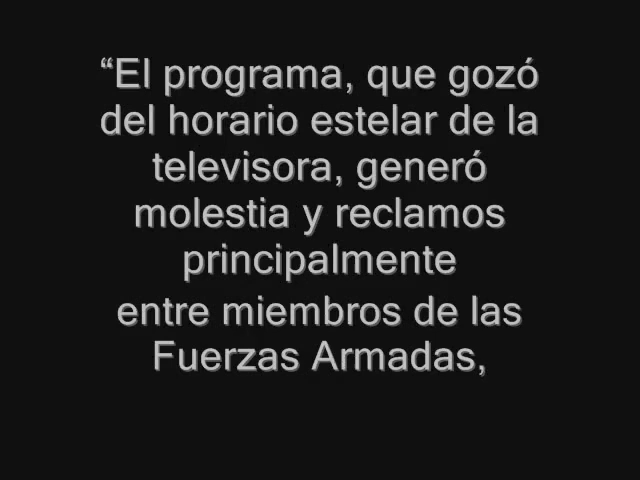 “El programa, que gozó
del horario estelar de la
televisora, generó
molestia y reclamos
principalmente
entre miembros de las
Fuerzas Armadas,